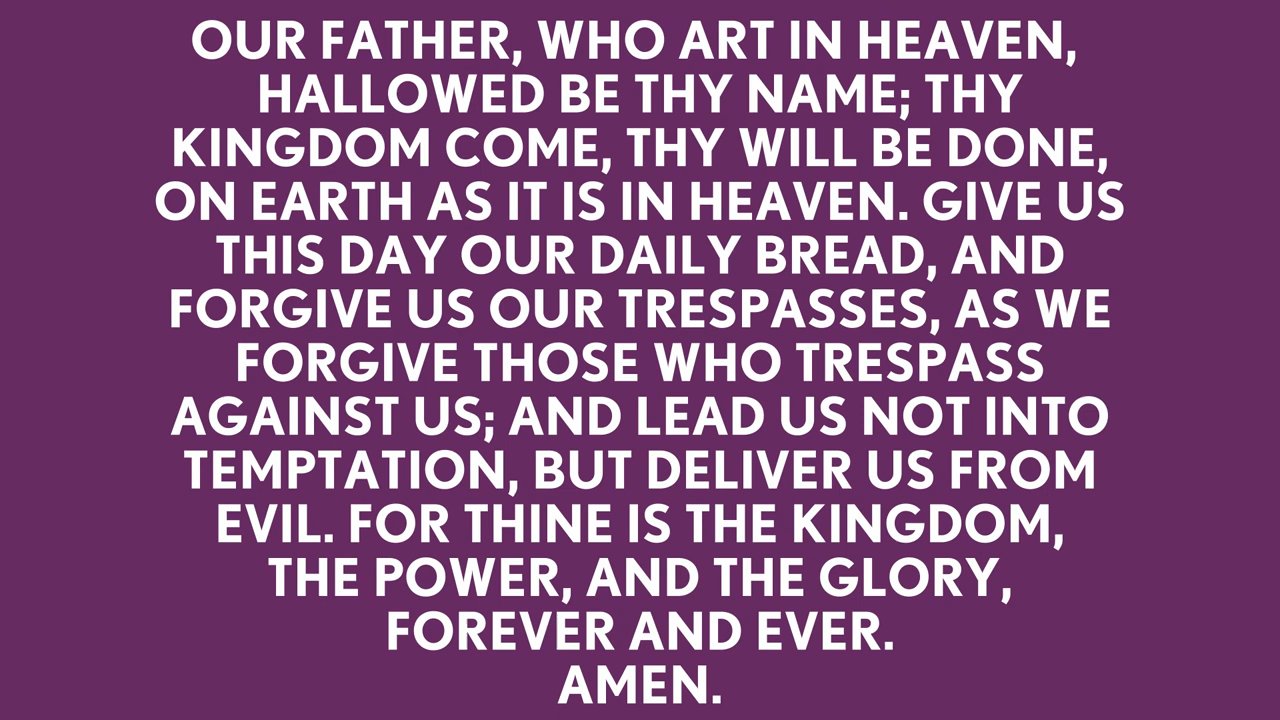 OUR FATHER, WHO ART IN HEAVEN,
HALLOWED BE THY NAME; THY
KINGDOM COME, THY WILL BE DONE,
ON EARTH AS IT IS IN HEAVEN. GIVE US
THIS DAY OUR DAILY BREAD, AND
FORGIVE US OUR TRESPASSES, AS WE
FORGIVE THOSE WHO TRESPASS
AGAINST US; AND LEAD US NOT INTO
TEMPTATION, BUT DELIVER US FROM
EVIL. FOR THINE IS THE KINGDOM,
THE POWER, AND THE GLORY,
FOREVER AND EVER.
AMEN.